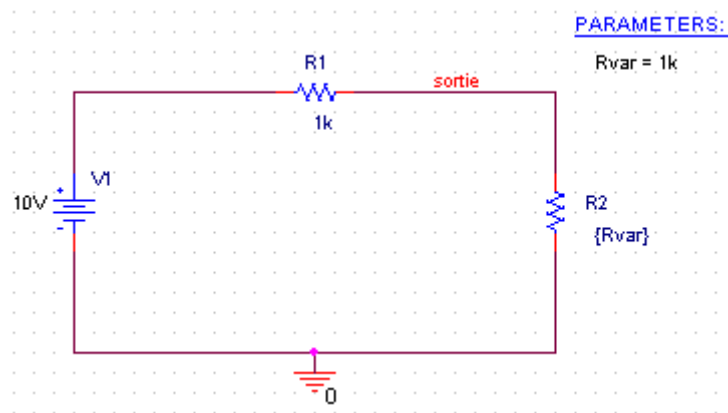 PARAMETERS:
Rvar = 1k
R1
sortie
1k
10V
+
V1
-
R2
{Rvar}
0